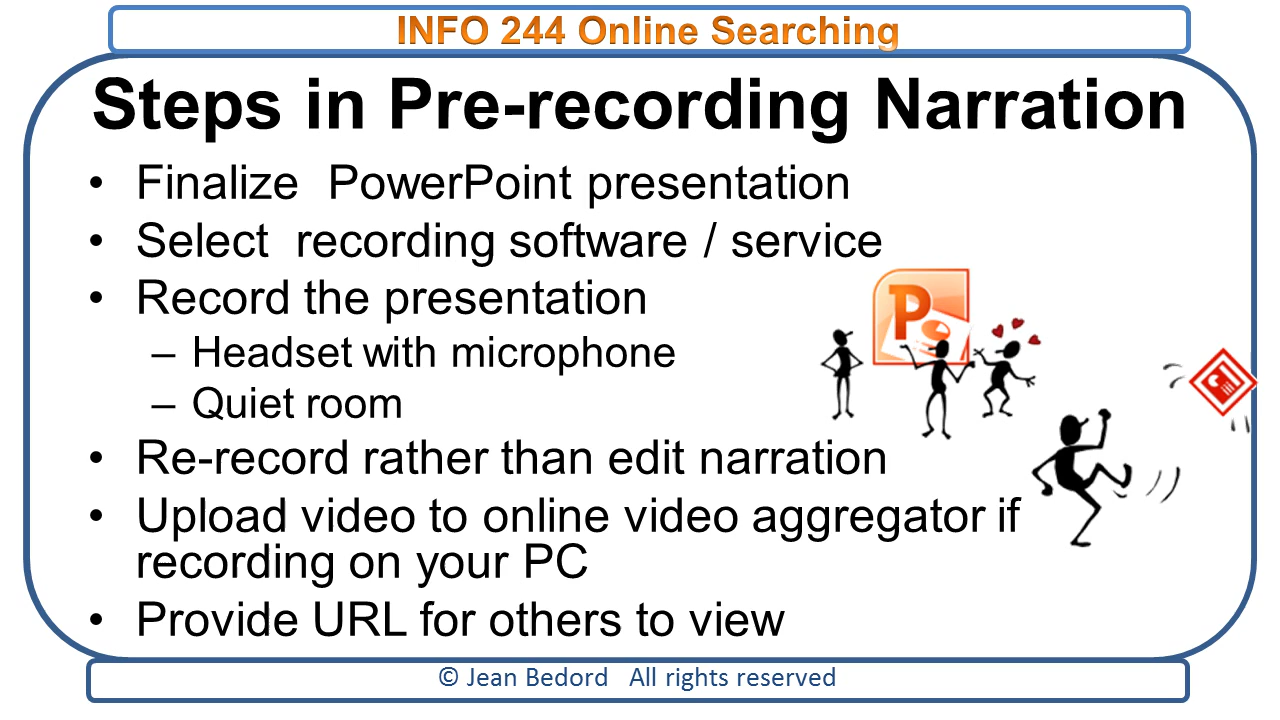 INFO 244 Online Searching
Steps in Pre-recording Narration
• Finalize  PowerPoint presentation
• Select  recording software / service
• Record the presentation
– Headset with microphone
– Quiet room
• Re-record rather than edit narration
• Upload video to online video aggregator if
recording on your PC
• Provide URL for others to view
P
© Jean Bedord   All rights reserved